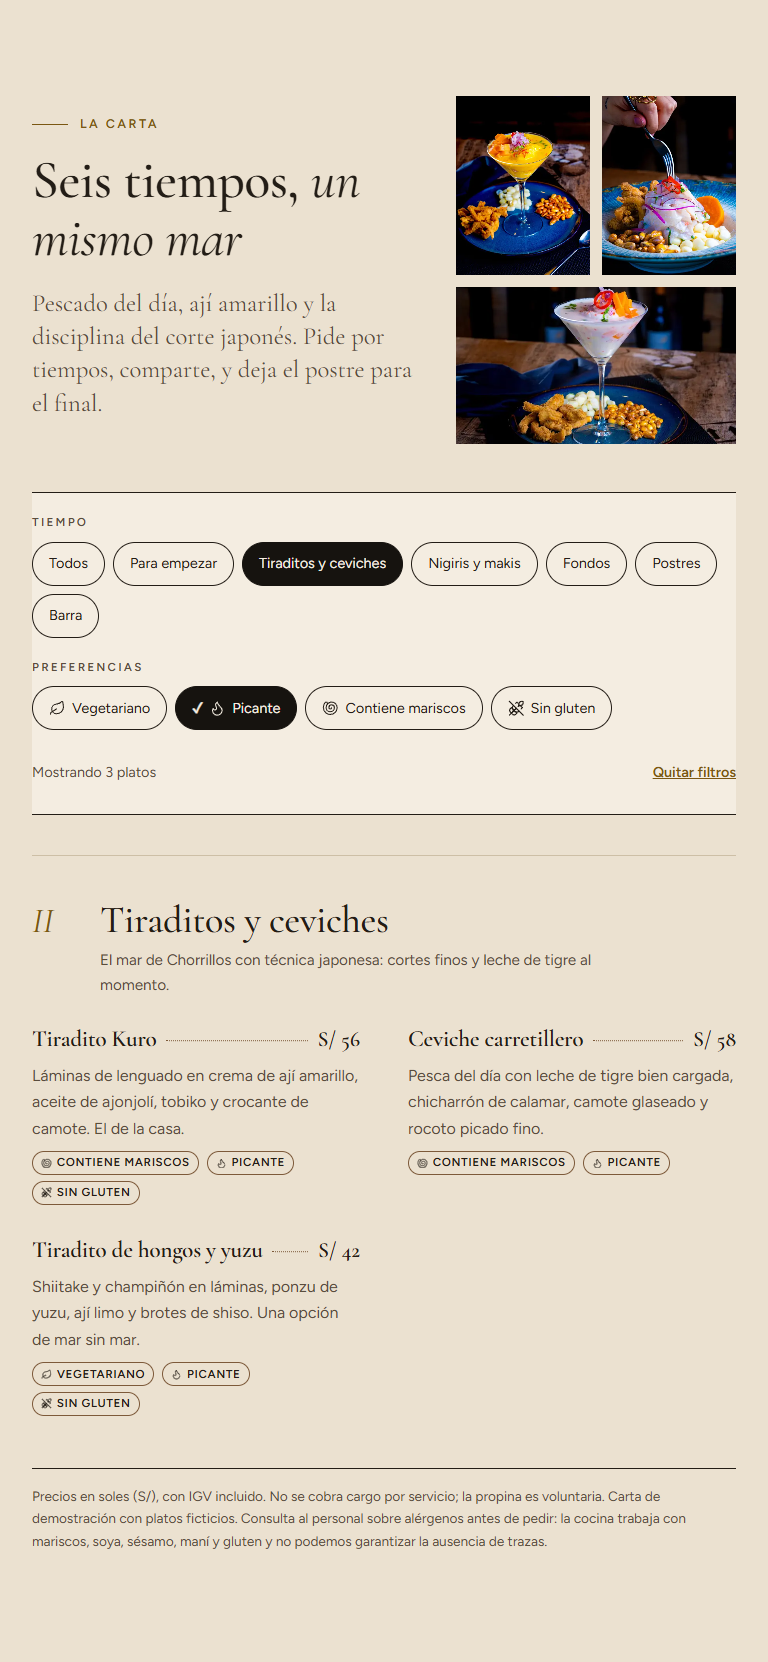 LA CARTA
Seis tiempos, un
mismo mar
Pescado del día, ají amarillo y la
disciplina del corte japonés. Pide por
tiempos, comparte, y deja el postre para
el final.
TIEMPO
Todos
Para empezar
Tiraditos y ceviches
Nigiris y makis
Fondos
Postres
Barra
PREFERENCIAS
Vegetariano
Picante
Contiene mariscos
Sin gluten
Mostrando 3 platos
Quitar filtros
II
Tiraditos y ceviches
El mar de Chorrillos con técnica japonesa: cortes finos y leche de tigre al
momento.
Tiradito Kuro S/ 56
Láminas de lenguado en crema de ají amarillo,
aceite de ajonjolí, tobiko y crocante de
camote. El de la casa.
CONTIENE MARISCOS
PICANTE
SIN GLUTEN
Ceviche carretillero S/ 58
Pesca del día con leche de tigre bien cargada,
chicharrón de calamar, camote glaseado y
rocoto picado fino.
CONTIENE MARISCOS
PICANTE
Tiradito de hongos y yuzu S/ 42
Shiitake y champiñón en láminas, ponzu de
yuzu, ají limo y brotes de shiso. Una opción
de mar sin mar.
VEGETARIANO
PICANTE
SIN GLUTEN
Precios en soles (S/), con IGV incluido. No se cobra cargo por servicio; la propina es voluntaria. Carta de
demostración con platos ficticios. Consulta al personal sobre alérgenos antes de pedir: la cocina trabaja con
mariscos, soya, sésamo, maní y gluten y no podemos garantizar la ausencia de trazas.